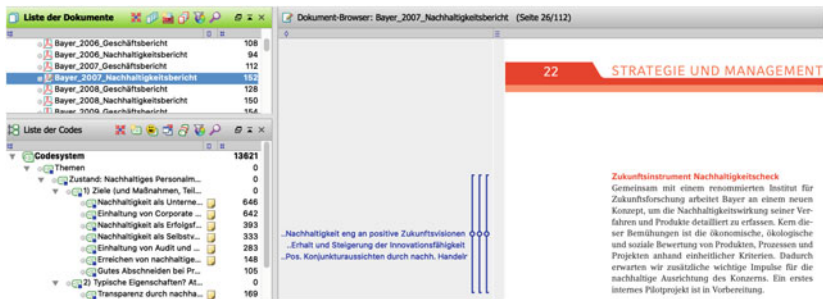 Liste der Dokumente
Bayer_2006_Geschäftsbericht 108
Bayer_2006_Nachhaltigkeitsbericht 94
Bayer_2007_Geschäftsbericht 112
Bayer_2007_Nachhaltigkeitsbericht 152
Bayer_2008_Geschäftsbericht 128
Bayer_2008_Nachhaltigkeitsbericht 150
Bayer_2009_Geschäftsbericht 154
Liste der Codes
Codesystem 13621
Themen 0
Zustand: Nachhaltiges Personalm... 0
1) Ziele (und Maßnahmen, Teil... 0
Nachhaltigkeit als Unterne... 646
Einhaltung von Corporate ... 642
Nachhaltigkeit als Erfolgsf... 393
Nachhaltigkeit als Selbstv... 333
Einhaltung von Audit und ... 283
Erreichen von nachhaltige... 148
Gutes Abschneiden bei Pr... 105
2) Typische Eigenschaften? At... 0
Transparenz durch nachha... 169
Dokument-Browser: Bayer_2007_Nachhaltigkeitsbericht (Seite 26/112)
..Nachhaltigkeit eng an positive Zukunftsvisionen
..Erhalt und Steigerung der Innovationsfähigkeit
..Pos. Konjunkturaussichten durch nachh. Handelr
22 STRATEGIE UND MANAGEMENT
Zukunftsinstrument Nachhaltigkeitscheck
Gemeinsam mit einem renommierten Institut für
Zukunftsforschung arbeitet Bayer an einem neuen
Konzept, um die Nachhaltigkeitswirkung seiner Ver-
fahren und Produkte detailliert zu erfassen. Kern die-
ser Bemühungen ist die ökonomische, ökologische
und soziale Bewertung von Produkten, Prozessen und
Projekten anhand einheitlicher Kriterien. Dadurch
erwarten wir zusätzliche wichtige Impulse für die
nachhaltige Ausrichtung des Konzerns. Ein erstes
internes Pilotprojekt ist in Vorbereitung.